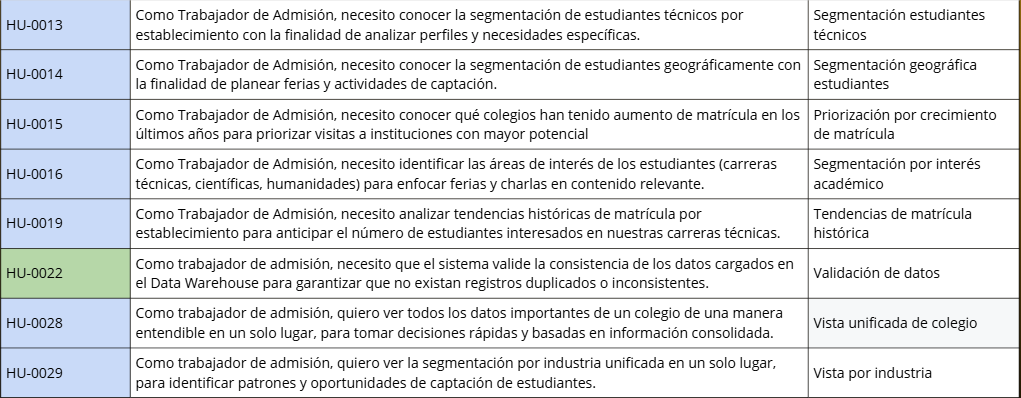 HU-0013
Como Trabajador de Admisión, necesito conocer la segmentación de estudiantes técnicos por
establecimiento con la finalidad de analizar perfiles y necesidades específicas.
Segmentación estudiantes
técnicos
HU-0014
Como Trabajador de Admisión, necesito conocer la segmentación de estudiantes geográficamente con
la finalidad de planear ferias y actividades de captación.
Segmentación geográfica
estudiantes
HU-0015
Como Trabajador de Admisión, necesito conocer qué colegios han tenido aumento de matrícula en los
últimos años para priorizar visitas a instituciones con mayor potencial
Priorización por crecimiento
de matrícula
HU-0016
Como Trabajador de Admisión, necesito identificar las áreas de interés de los estudiantes (carreras
técnicas, científicas, humanidades) para enfocar ferias y charlas en contenido relevante.
Segmentación por interés
académico
HU-0019
Como Trabajador de Admisión, necesito analizar tendencias históricas de matrícula por
establecimiento para anticipar el número de estudiantes interesados en nuestras carreras técnicas.
Tendencias de matrícula
histórica
HU-0022
Como trabajador de admisión, necesito que el sistema valide la consistencia de los datos cargados en
el Data Warehouse para garantizar que no existan registros duplicados o inconsistentes.
Validación de datos
HU-0028
Como trabajador de admisión, quiero ver todos los datos importantes de un colegio de una manera
entendible en un solo lugar, para tomar decisiones rápidas y basadas en información consolidada.
Vista unificada de colegio
HU-0029
Como trabajador de admisión, quiero ver la segmentación por industria unificada en un solo lugar,
para identificar patrones y oportunidades de captación de estudiantes.
Vista por industria